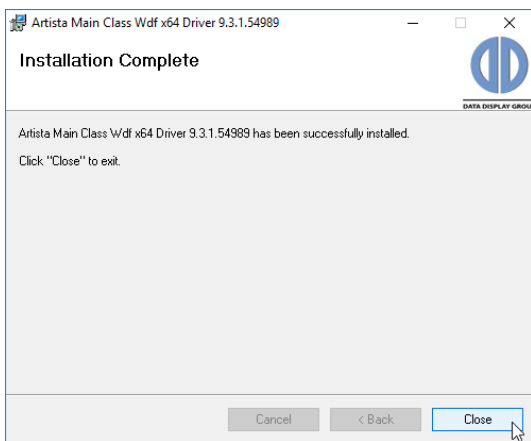 Artista Main Class Wdf x64 Driver 9.3.1.54989
Installation Complete
DATA DISPLAY GROU
Artista Main Class Wdf x64 Driver 9.3.1.54989 has been successfully installed.
Click "Close" to exit.
Cancel
< Back
Close